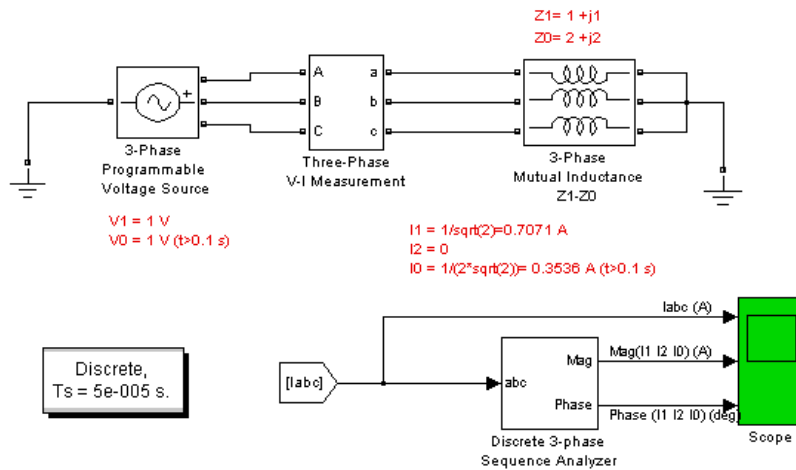 Z1= 1 +j1
Z0= 2 +j2
A
a
B
b
C
c
+
3-Phase
Programmable
Voltage Source
Three-Phase
V-I Measurement
3-Phase
Mutual Inductance
Z1-Z0
V1 = 1 V
V0 = 1 V (t>0.1 s)
I1 = 1/sqrt(2)=0.7071 A
I2 = 0
I0 = 1/(2*sqrt(2))= 0.3536 A (t>0.1 s)
Iabc (A)
Discrete,
Ts = 5e-005 s.
[Iabc]
abc
Mag
Mag(I1 I2 I0) (A)
Phase
Phase (I1 I2 I0) (deg)
Discrete 3-phase
Sequence Analyzer
Scope